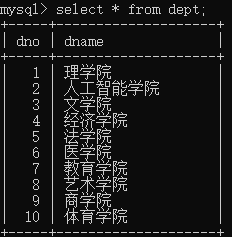 mysql> select * from dept;
+-----+--------------------+
| dno | dname              |
+-----+--------------------+
|   1 | 理学院
|   2 | 人工智能学院
|   3 | 文学院
|   4 | 经济学院
|   5 | 法学院
|   6 | 医学院
|   7 | 教育学院
|   8 | 艺术学院
|   9 | 商学院
|  10 | 体育学院
+-----+--------------------+